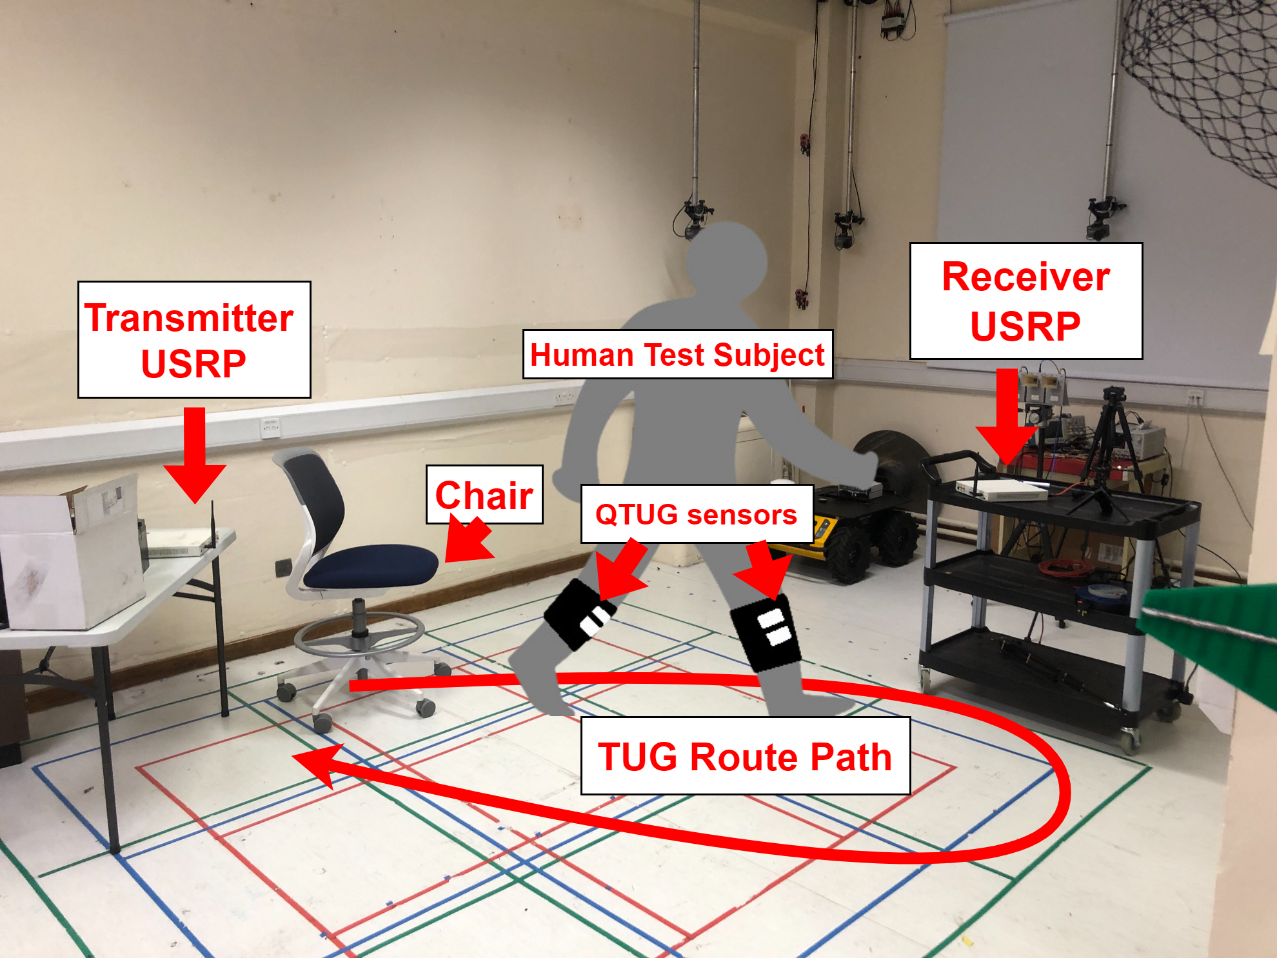 Transmitter
USRP
Human Test Subject
Receiver
USRP
Chair
QTUG sensors
TUG Route Path